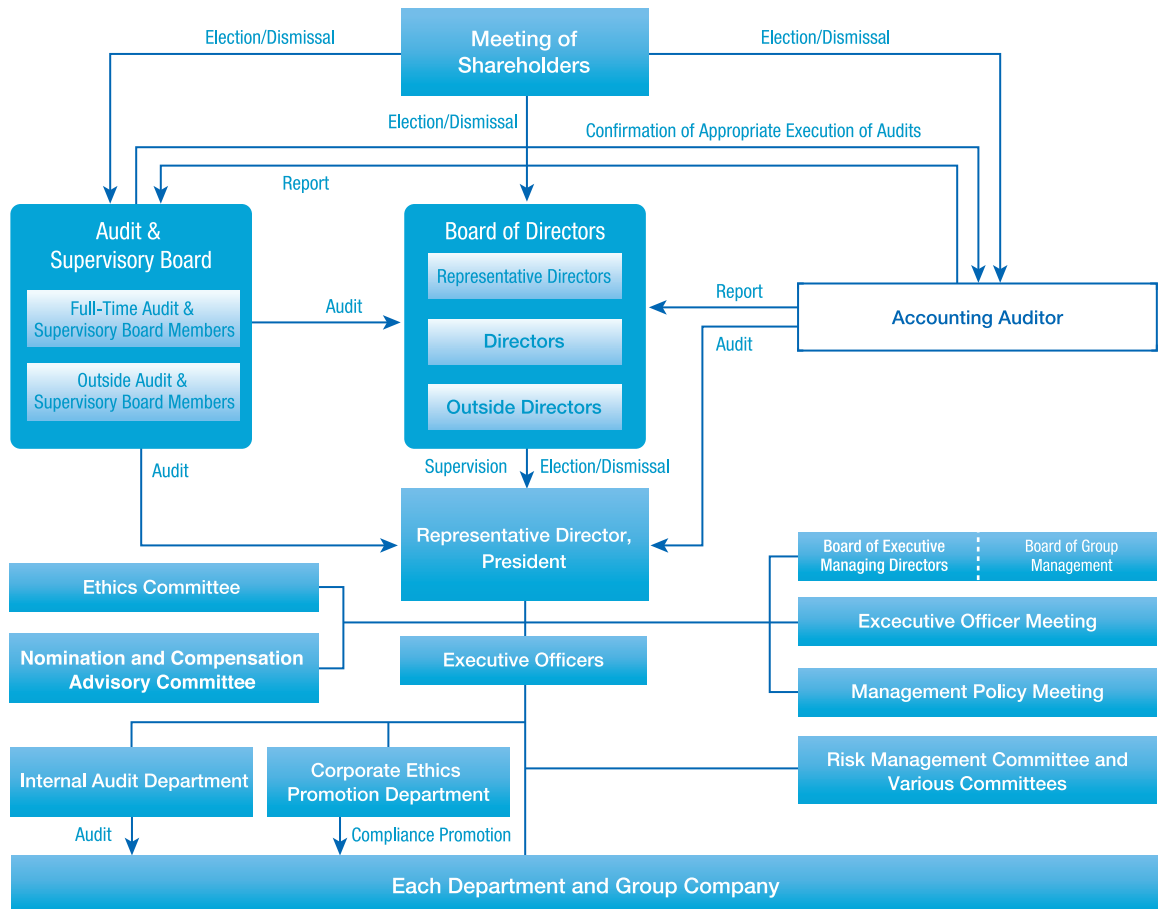 Meeting of
Shareholders
Election/Dismissal
Election/Dismissal
Election/Dismissal
Confirmation of Appropriate Execution of Audits
Report
Audit &
Supervisory Board
Full-Time Audit &
Supervisory Board Members
Outside Audit &
Supervisory Board Members
Audit
Board of Directors
Representative Directors
Directors
Outside Directors
Report
Audit
Accounting Auditor
Audit
Supervision
Election/Dismissal
Representative Director,
President
Ethics Committee
Nomination and Compensation
Advisory Committee
Executive Officers
Board of Executive
Managing Directors
Board of Group
Management
Excecutive Officer Meeting
Management Policy Meeting
Risk Management Committee and
Various Committees
Internal Audit Department
Corporate Ethics
Promotion Department
Audit
Compliance Promotion
Each Department and Group Company